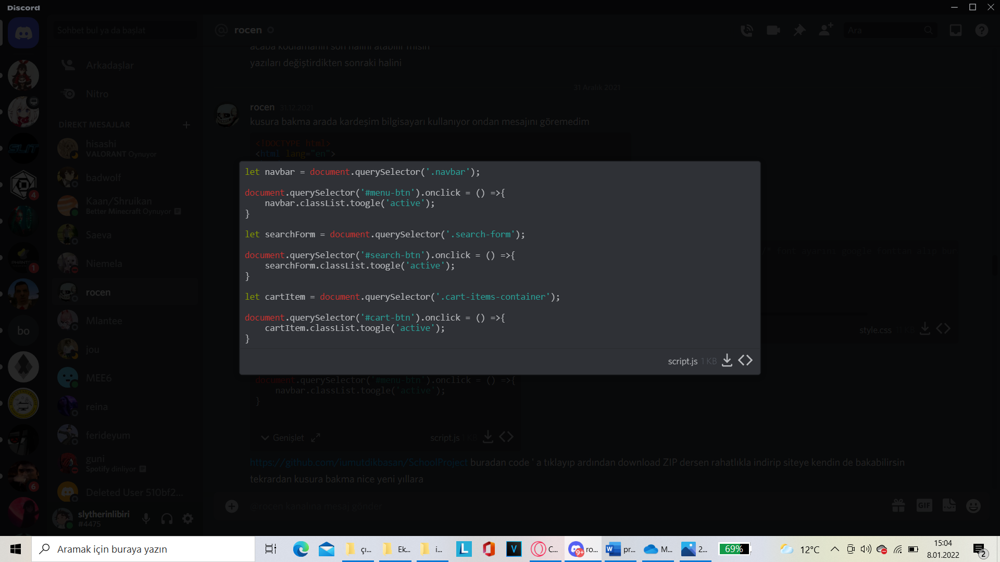 Discord
Sohbet bul ya da başlat
rocen
Ara
acaba kodlamanın son halini atabilir misin
yazıları değiştirdikten sonraki halini
Arkadaşlar
Nitro
31 Aralık 2021
DİREKT MESAJLAR
rocen 31.12.2021
kusura bakma arada kardeşim bilgisayarı kullanıyor ondan mesajını göremedim
<!DOCTYPE html>
<html lang="en">
hisashi
VALORANT Oynuyor
badwolf
Kaan/Shruikan
Better Minecraft Oynuyor
Saeva
Niemela
rocen
Mlantee
jou
MEE6
reina
ferideyum
guni
Spotify dinliyor
Deleted User 510bf2...
4
1
bo
6
slytherinlibiri
#4475
let navbar = document.querySelector('.navbar');
document.querySelector('#menu-btn').onclick = () =>{
navbar.classList.toogle('active');
}
let searchForm = document.querySelector('.search-form');
document.querySelector('#search-btn').onclick = () =>{
searchForm.classList.toogle('active');
}
let cartItem = document.querySelector('.cart-items-container');
document.querySelector('#cart-btn').onclick = () =>{
cartItem.classList.toogle('active');
}
script.js 1 KB
/* Font ayarını google fonttan alıp bur
style.css 11 KB
document.querySelector('#menu-btn').onclick = () =>{
navbar.classList.toogle('active');
}
Genişlet
script.js 1 KB
https://github.com/iumutdikbasan/SchoolProject buradan code ' a tıklayıp ardından download ZIP dersen rahatlıkla indirip siteye kendin de bakabilirsin
tekrardan kusura bakma nice yeni yıllara
@rocen kanalına mesaj gönder
GIF
Aramak için buraya yazın
çı...
Ek...
i...
L
V
C...
9+
ro...
pr...
M...
2...
69%
12°C
15:04
8.01.2022
2